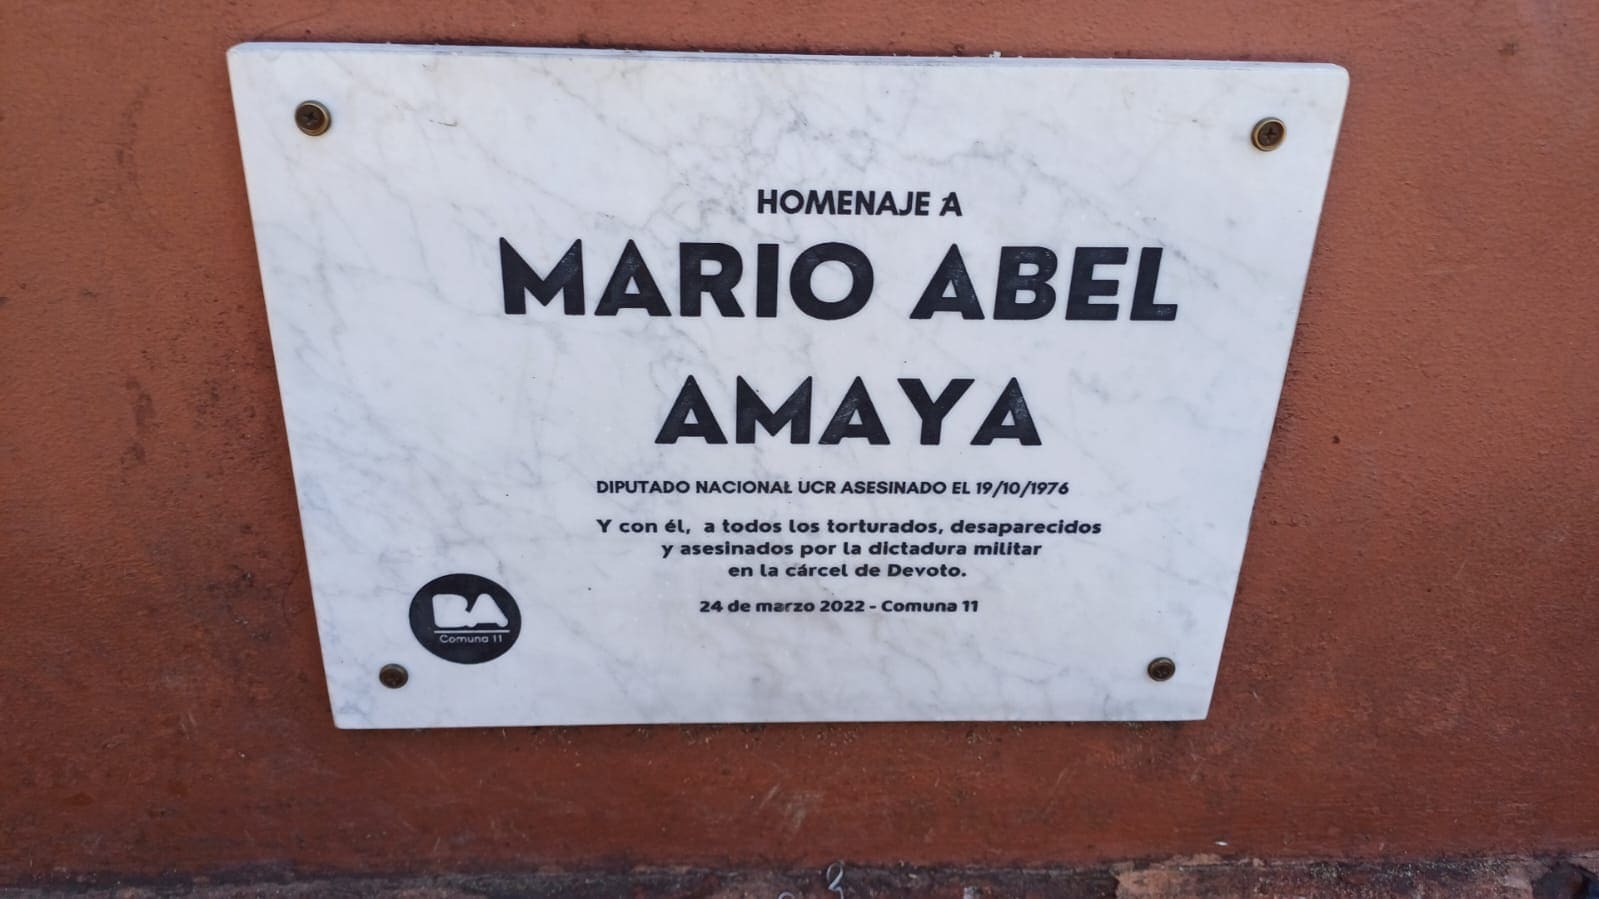 HOMENAJE A
MARIO ABEL
AMAYA
DIPUTADO NACIONAL UCR ASESINADO EL 19/10/1976
Y con él, a todos los torturados, desaparecidos
y asesinados por la dictadura militar
en la cárcel de Devoto.
24 de marzo 2022 - Comuna 11
BA
Comuna 11